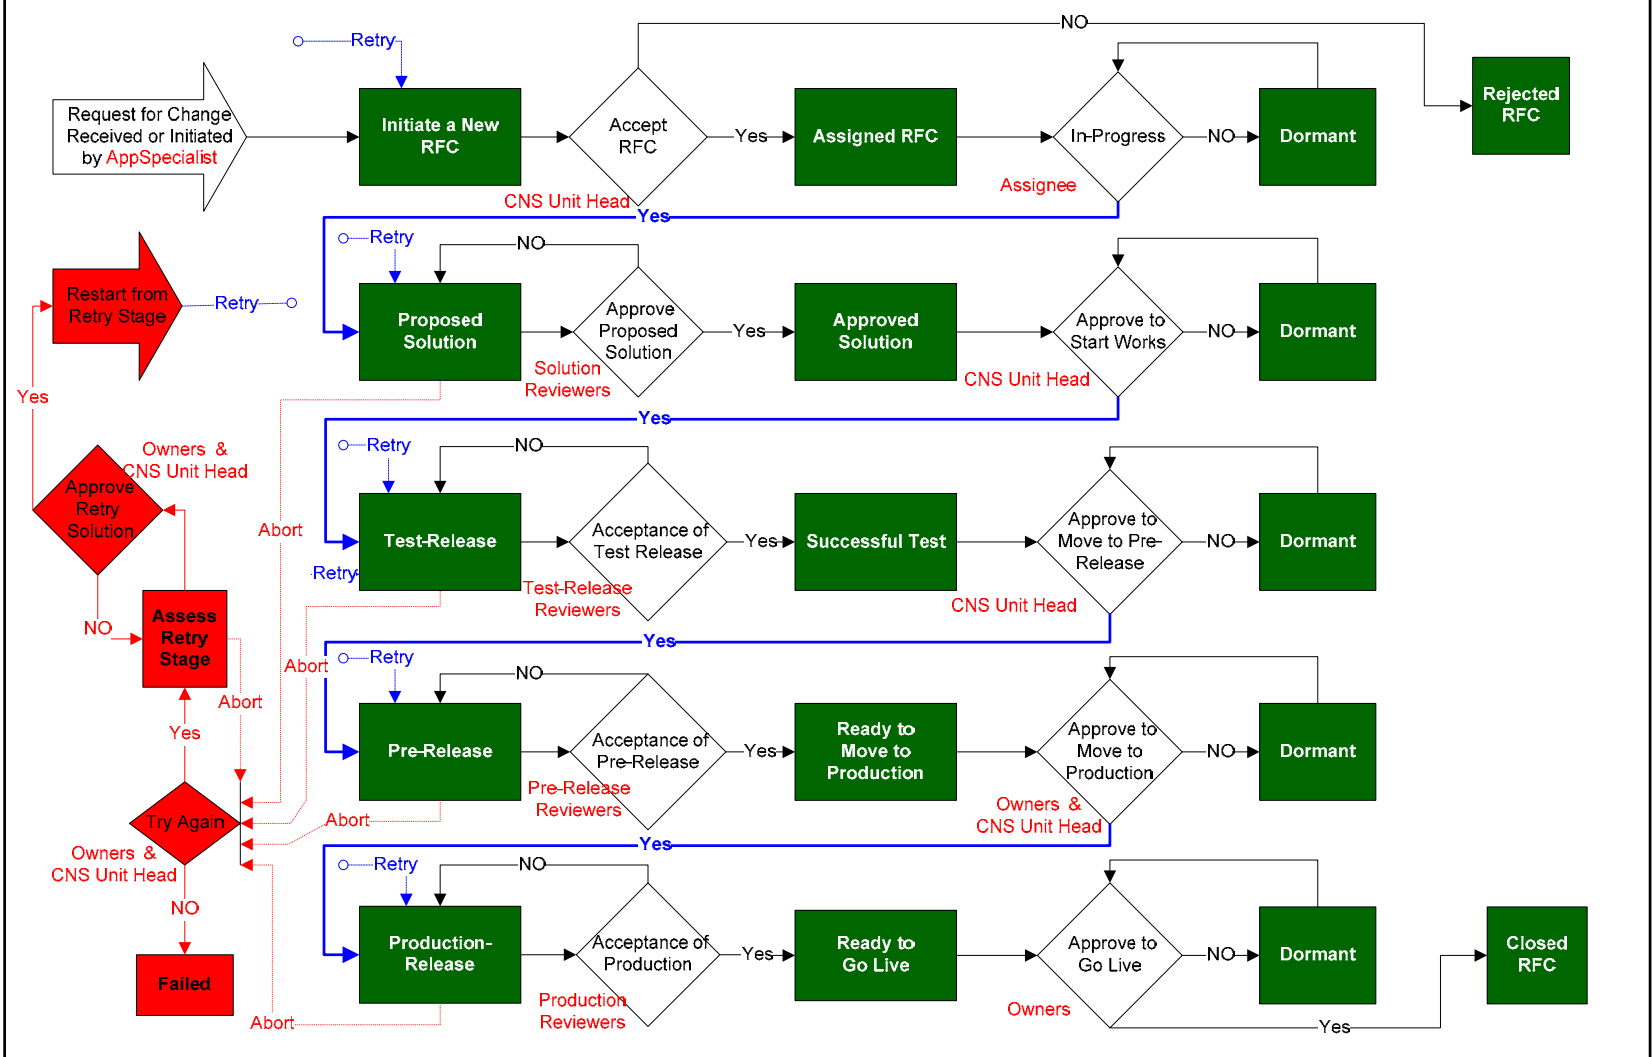 NO
Retry
Request for Change
Received or Initiated
by AppSpecialist
Initiate a New
RFC
Accept
RFC
CNS Unit Head
Yes
Assigned RFC
In-Progress
Assignee
NO
Dormant
Rejected
RFC
Yes
Retry
NO
Restart from
Retry Stage
Retry
Proposed
Solution
Approve
Proposed
Solution
Solution
Reviewers
Yes
Approved
Solution
Approve to
Start Works
CNS Unit Head
NO
Dormant
Yes
Yes
Retry
NO
Owners &
CNS Unit Head
Approve
Retry
Solution
Abort
Test-Release
Retry
Acceptance of
Test Release
Test-Release
Reviewers
Yes
Successful Test
Approve to
Move to Pre-
Release
CNS Unit Head
NO
Dormant
NO
Assess
Retry
Stage
Abort
Yes
Abort
Yes
Retry
NO
Pre-Release
Acceptance of
Pre-Release
Pre-Release
Reviewers
Yes
Ready to
Move to
Production
Approve to
Move to
Production
Owners &
CNS Unit Head
NO
Dormant
Try Again
Owners &
CNS Unit Head
Abort
Yes
Retry
NO
NO
Failed
Production-
Release
Abort
Acceptance of
Production
Production
Reviewers
Yes
Ready to
Go Live
Approve to
Go Live
Owners
NO
Dormant
Yes
Closed
RFC